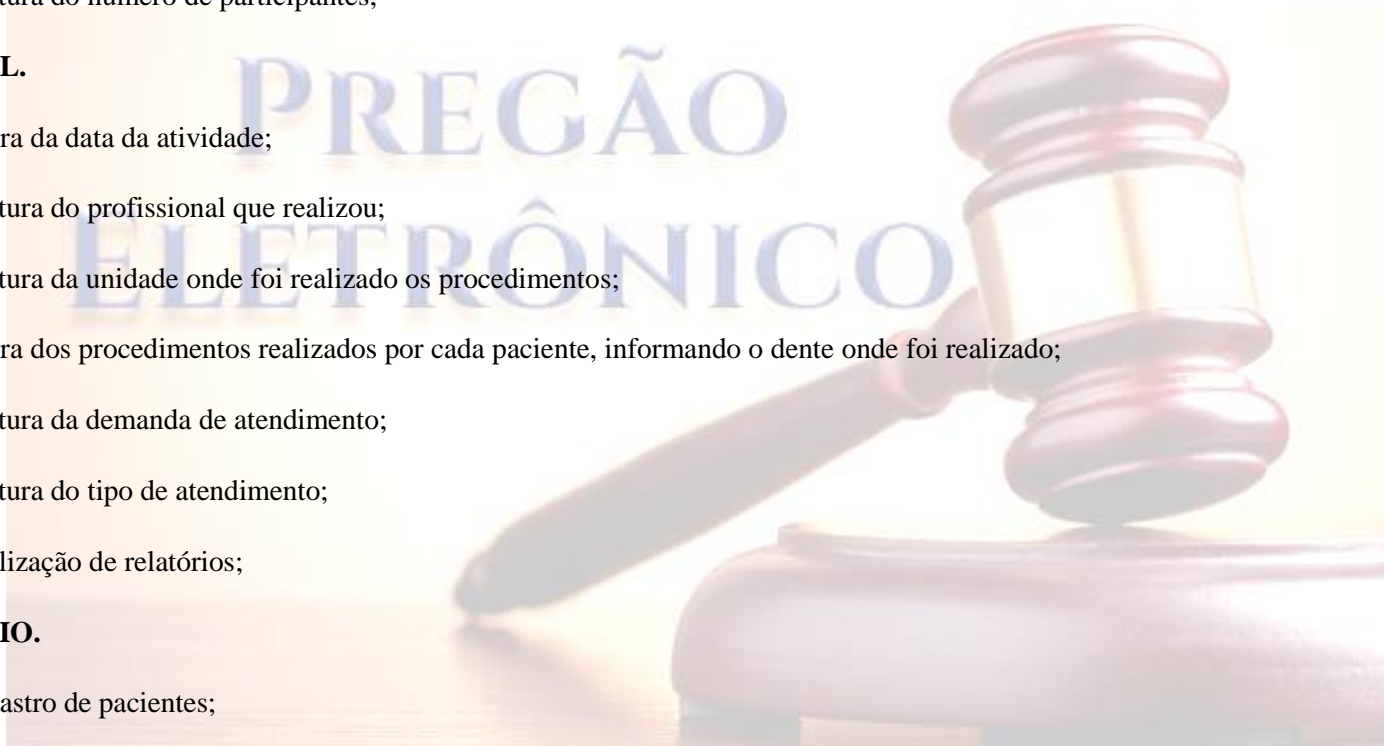 tura do número de participantes;
L.
PREGÃO
ra da data da atividade;
tura do profissional que realizou;
ELETRÔNICO
tura da unidade onde foi realizado os procedimentos;
ra dos procedimentos realizados por cada paciente, informando o dente onde foi realizado;
tura da demanda de atendimento;
tura do tipo de atendimento;
lização de relatórios;
IO.
astro de pacientes;